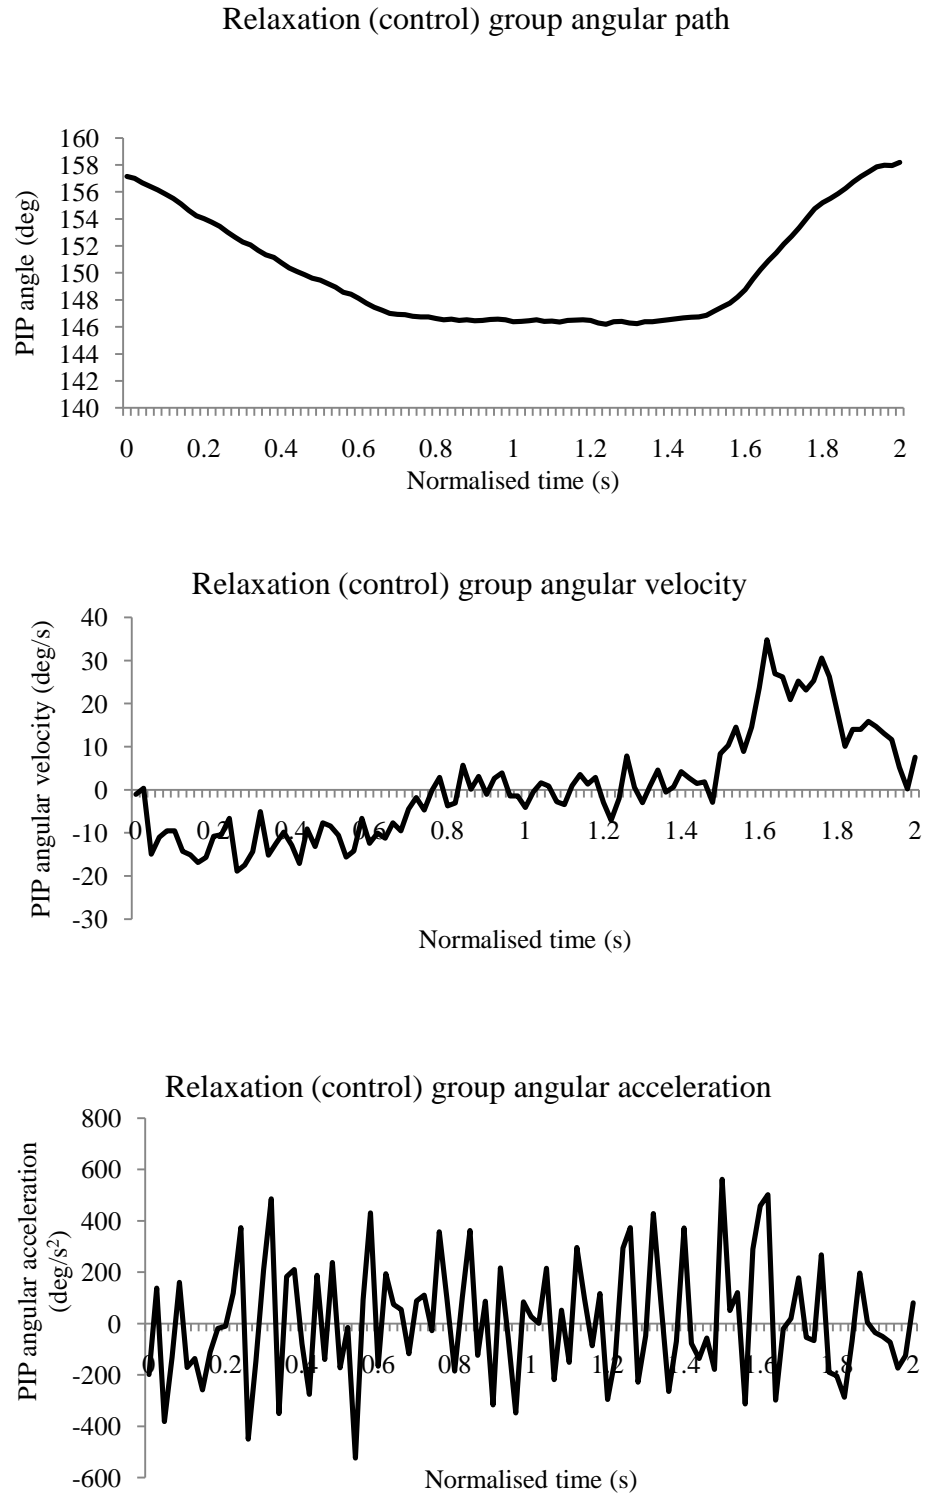 Relaxation (control) group angular path
160
158
156
154
152
150
148
146
144
142
140
PIP angle (deg)
0 0.2 0.4 0.6 0.8 1 1.2 1.4 1.6 1.8 2
Normalised time (s)
Relaxation (control) group angular velocity
40
30
20
10
0
-10
-20
-30
PIP angular velocity (deg/s)
0 0.2 0.4 0.6 0.8 1 1.2 1.4 1.6 1.8 2
Normalised time (s)
Relaxation (control) group angular acceleration
800
600
400
200
0
-200
-400
-600
PIP angular acceleration
((deg/s²)
0 0.2 0.4 0.6 0.8 1 1.2 1.4 1.6 1.8 2
Normalised time (s)